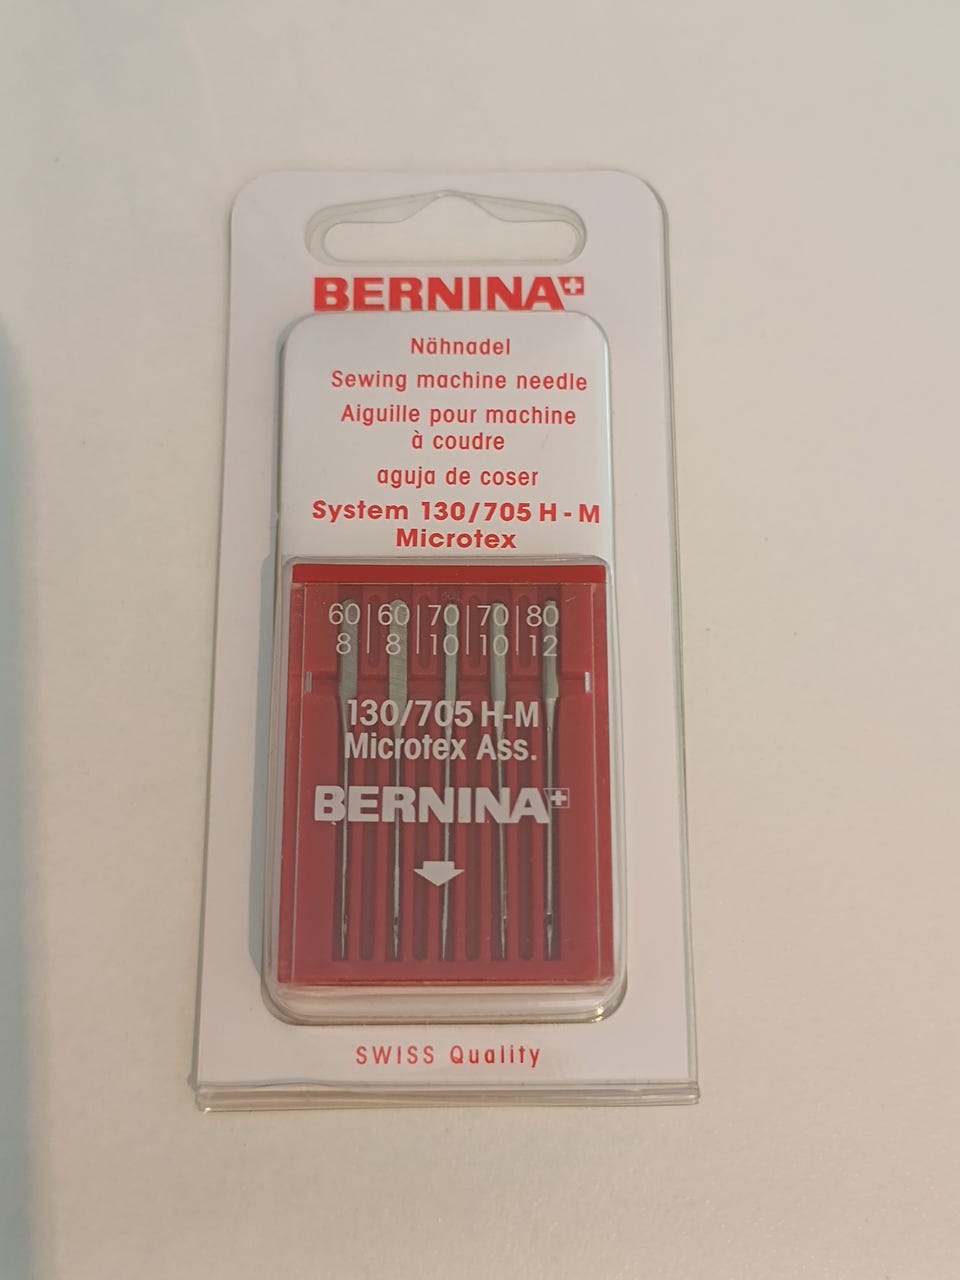 BERNINA+
Nähnadel
Sewing machine needle
Aiguille pour machine
à coudre
aguja de coser
System 130/705 H - M
Microtex
60 | 60 | 70 | 70 | 80
8 | 8 | 10 | 10 | 12
130/705 H-M
Microtex Ass.
BERNINA+
SWISS Quality